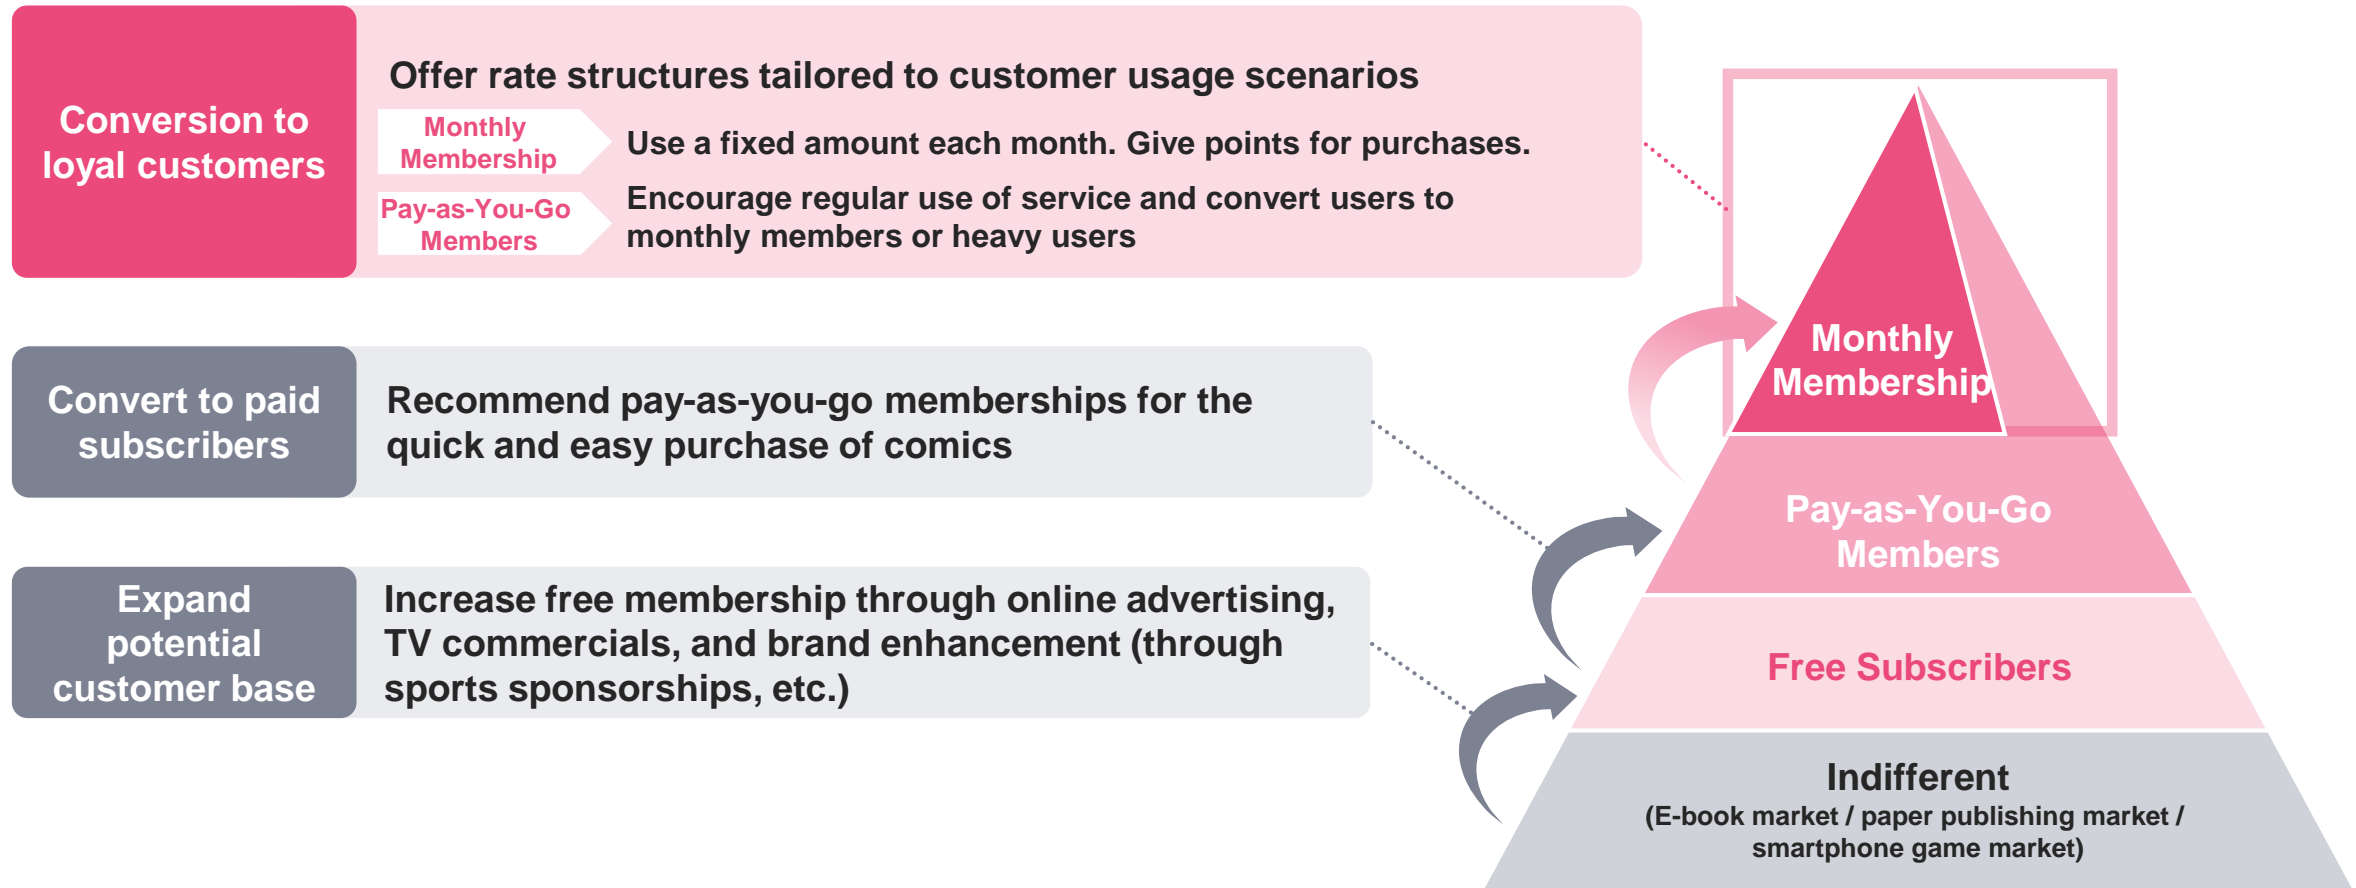 Conversion to
loyal customers
Offer rate structures tailored to customer usage scenarios
Monthly
Membership
Use a fixed amount each month. Give points for purchases.
Pay-as-You-Go
Members
Encourage regular use of service and convert users to
monthly members or heavy users
Convert to paid
subscribers
Recommend pay-as-you-go memberships for the
quick and easy purchase of comics
Expand
potential
customer base
Increase free membership through online advertising,
TV commercials, and brand enhancement (through
sports sponsorships, etc.)
Monthly
Membership
Pay-as-You-Go
Members
Free Subscribers
Indifferent
(E-book market / paper publishing market /
smartphone game market)